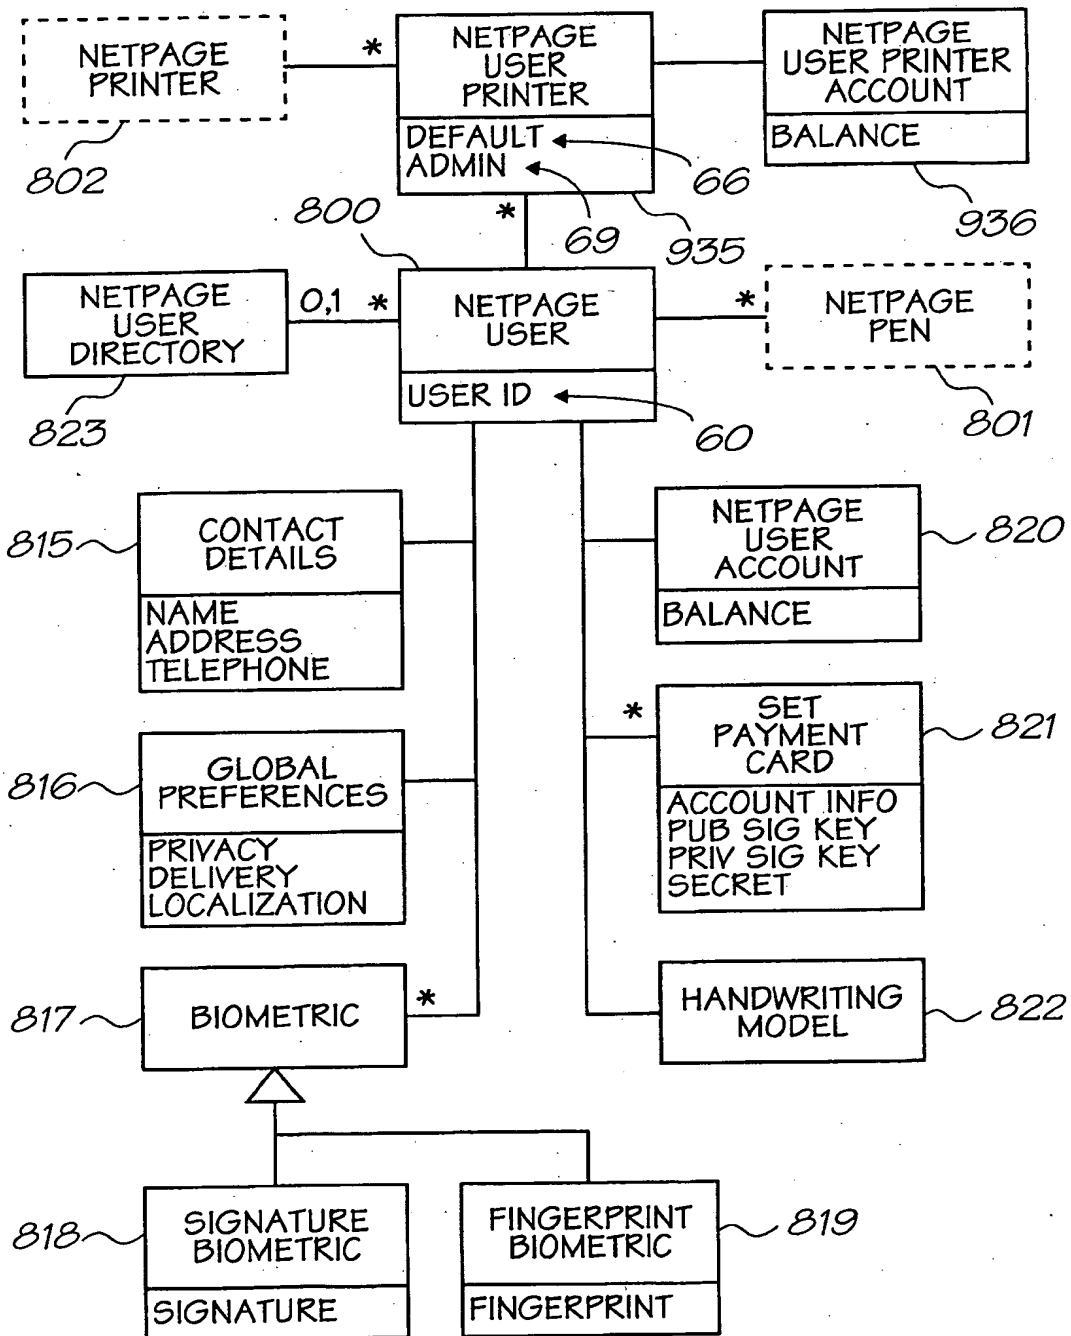 NETPAGE
PRINTER
802
*
NETPAGE
USER
PRINTER
DEFAULT
ADMIN
66
69
935
NETPAGE
USER PRINTER
ACCOUNT
BALANCE
936
800
*
NETPAGE
USER
DIRECTORY
823
0,1 *
NETPAGE
USER
USER ID
60
*
NETPAGE
PEN
801
815
CONTACT
DETAILS
NAME
ADDRESS
TELEPHONE
NETPAGE
USER
ACCOUNT
BALANCE
820
816
GLOBAL
PREFERENCES
PRIVACY
DELIVERY
LOCALIZATION
*
SET
PAYMENT
CARD
ACCOUNT INFO
PUB SIG KEY
PRIV SIG KEY
SECRET
821
817
BIOMETRIC
*
HANDWRITING
MODEL
822
818
SIGNATURE
BIOMETRIC
SIGNATURE
FINGERPRINT
BIOMETRIC
FINGERPRINT
819